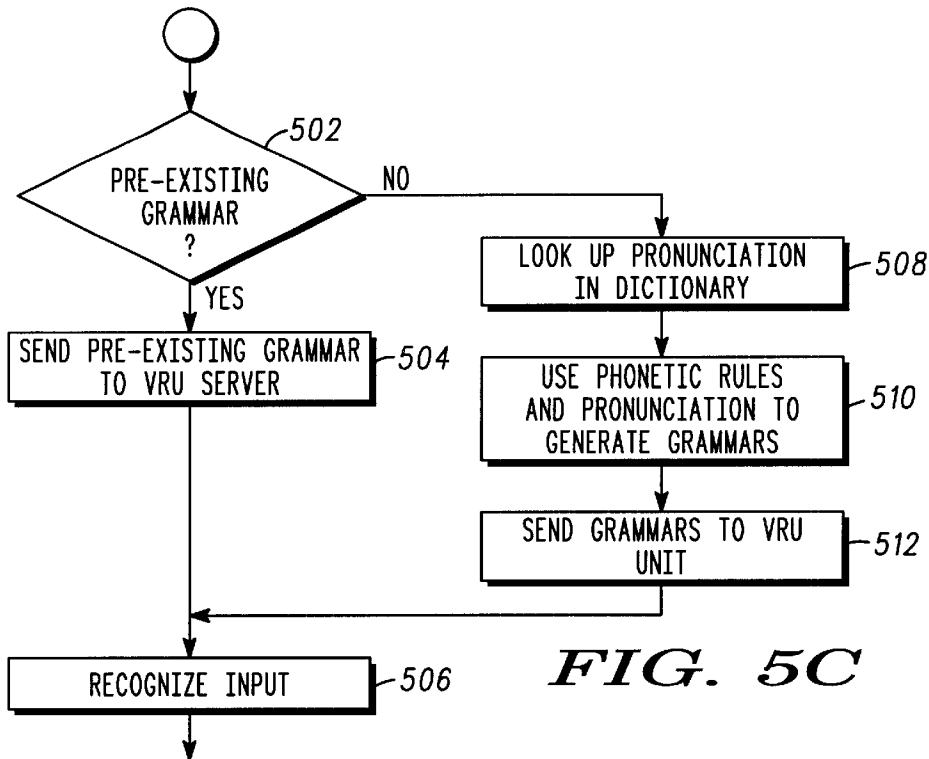 502
PRE-EXISTING
GRAMMAR
?
NO
YES
LOOK UP PRONUNCIATION
IN DICTIONARY
508
SEND PRE-EXISTING GRAMMAR
TO VRU SERVER
504
USE PHONETIC RULES
AND PRONUNCIATION TO
GENERATE GRAMMARS
510
SEND GRAMMARS TO VRU
UNIT
512
RECOGNIZE INPUT
506
FIG. 5C